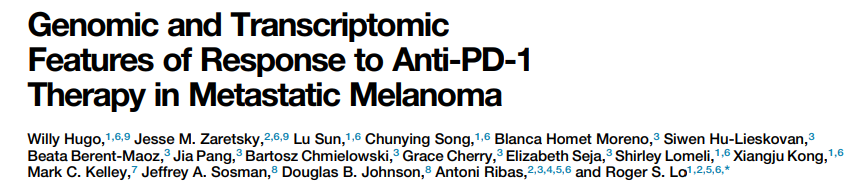 Genomic and Transcriptomic
Features of Response to Anti-PD-1
Therapy in Metastatic Melanoma
Willy Hugo,1,6,9 Jesse M. Zaretsky,2,6,9 Lu Sun,1,6 Chunying Song,1,6 Blanca Homet Moreno,3 Siwen Hu-Lieskovan,3
Beata Berent-Maoz,3 Jia Pang,3 Bartosz Chmielowski,3 Grace Cherry,3 Elizabeth Seja,3 Shirley Lomeli,1,6 Xiangju Kong,1,6
Mark C. Kelley,7 Jeffrey A. Sosman,8 Douglas B. Johnson,8 Antoni Ribas,2,3,4,5,6 and Roger S. Lo1,2,5,6,*